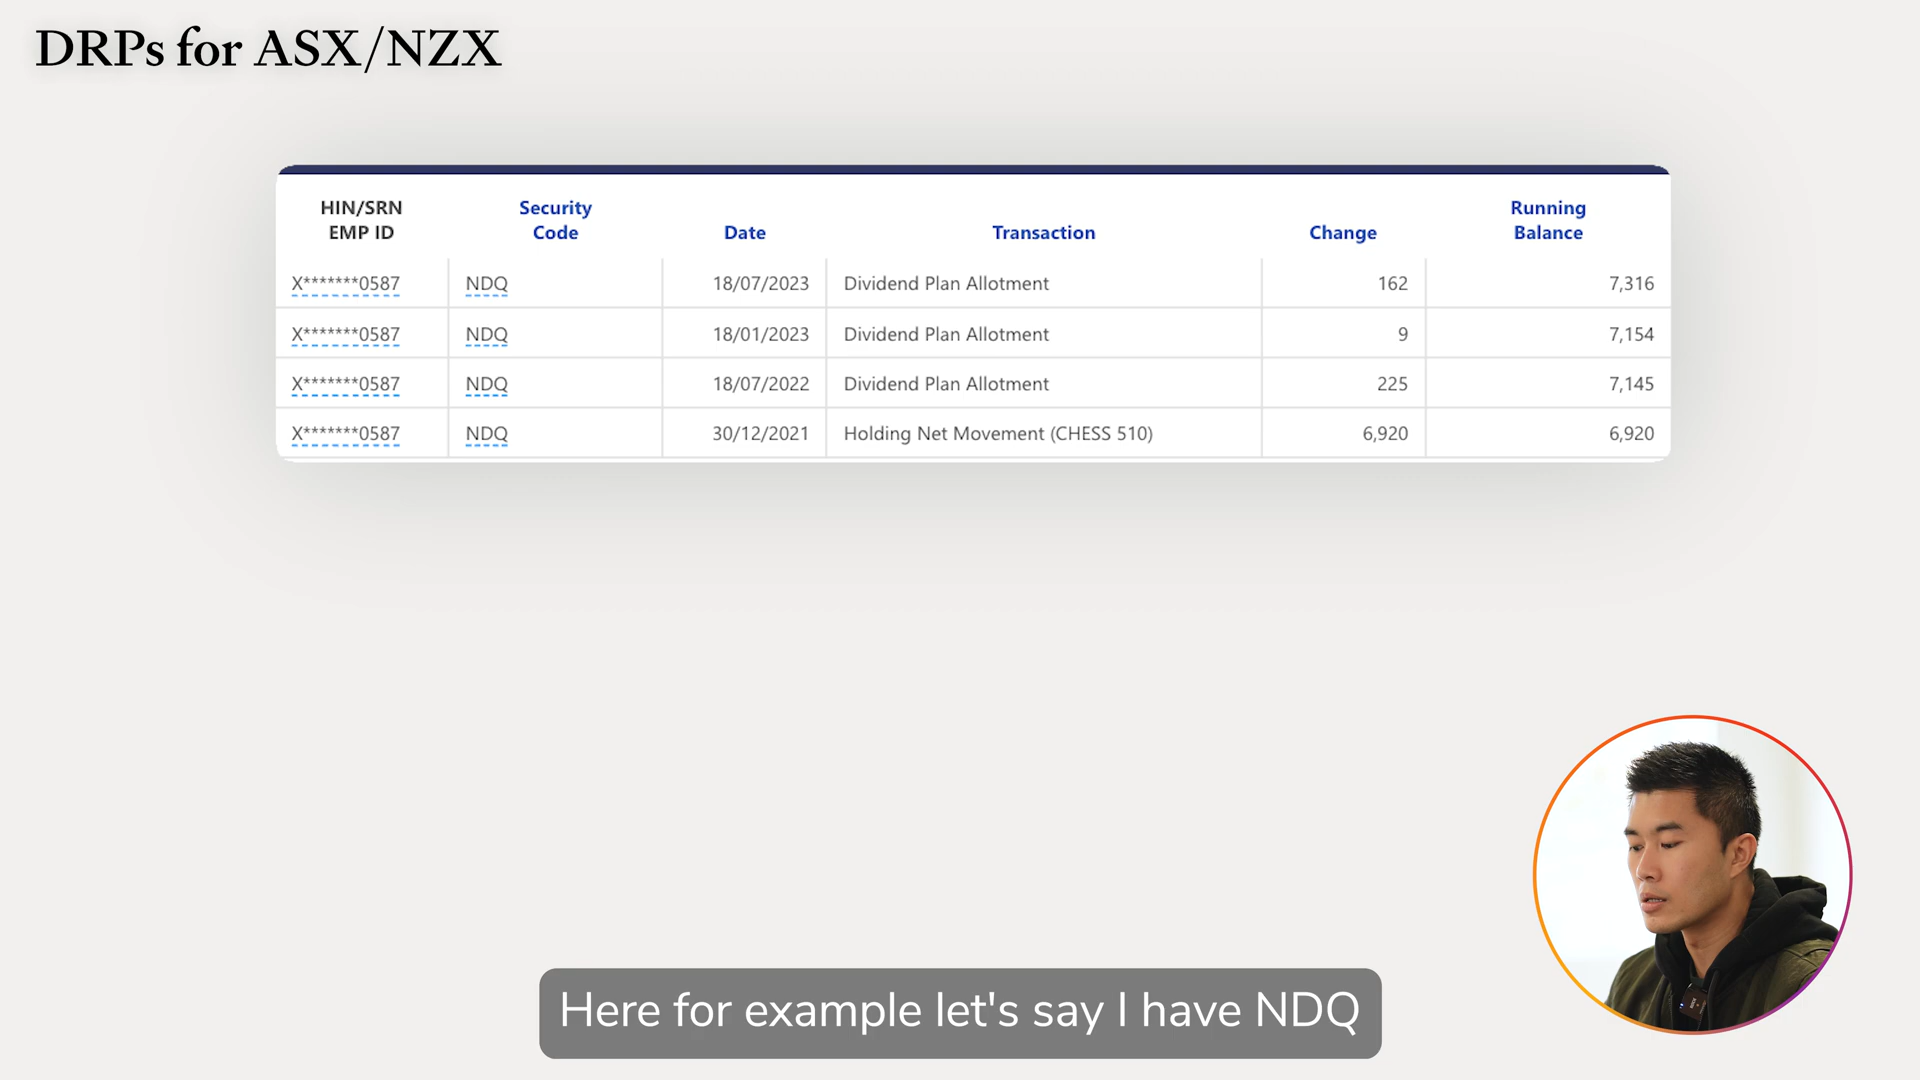 DRPs for ASX/NZX
HIN/SRN EMP ID Security Code Date Transaction Change Running Balance
X*******0587 NDQ 18/07/2023 Dividend Plan Allotment 162 7,316
X*******0587 NDQ 18/01/2023 Dividend Plan Allotment 9 7,154
X*******0587 NDQ 18/07/2022 Dividend Plan Allotment 225 7,145
X*******0587 NDQ 30/12/2021 Holding Net Movement (CHESS 510) 6,920 6,920
Here for example let's say I have NDQ